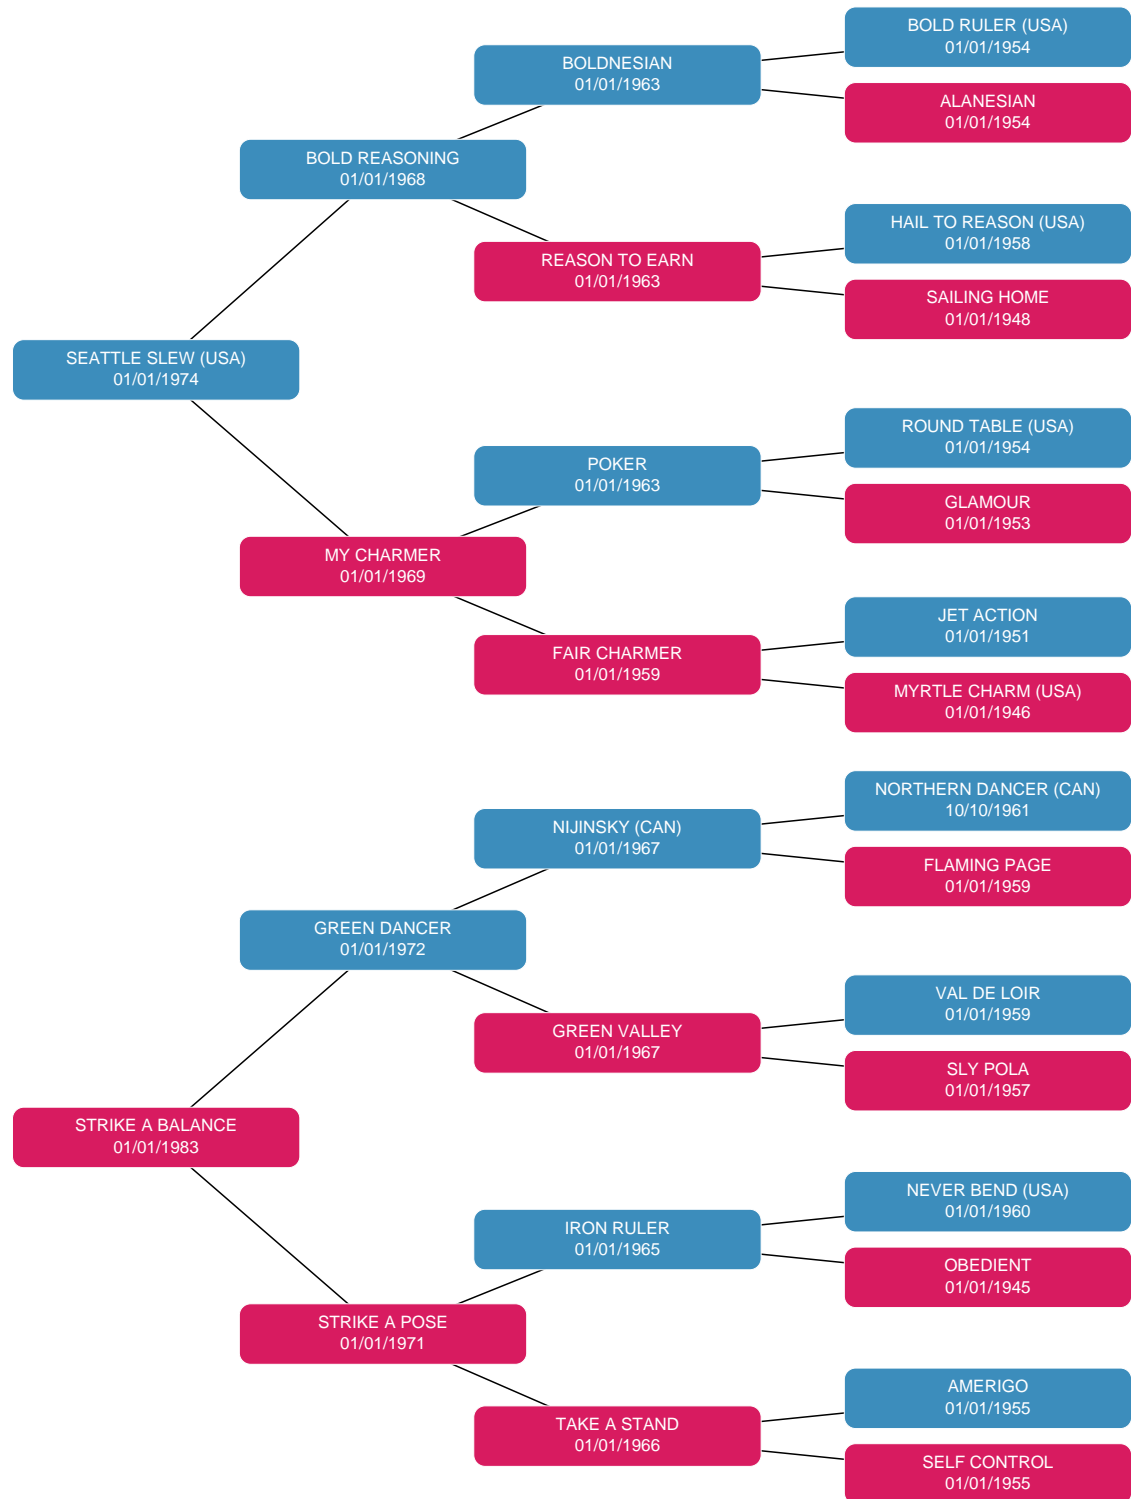 BOLD RULER (USA)
01/01/1954
BOLDNESIAN
01/01/1963
ALANESIAN
01/01/1954
BOLD REASONING
01/01/1968
HAIL TO REASON (USA)
01/01/1958
REASON TO EARN
01/01/1963
SAILING HOME
01/01/1948
SEATTLE SLEW (USA)
01/01/1974
ROUND TABLE (USA)
01/01/1954
POKER
01/01/1963
GLAMOUR
01/01/1953
MY CHARMER
01/01/1969
JET ACTION
01/01/1951
FAIR CHARMER
01/01/1959
MYRTLE CHARM (USA)
01/01/1946
NORTHERN DANCER (CAN)
10/10/1961
NIJINSKY (CAN)
01/01/1967
FLAMING PAGE
01/01/1959
GREEN DANCER
01/01/1972
VAL DE LOIR
01/01/1959
GREEN VALLEY
01/01/1967
SLY POLA
01/01/1957
STRIKE A BALANCE
01/01/1983
NEVER BEND (USA)
01/01/1960
IRON RULER
01/01/1965
OBEDIENT
01/01/1945
STRIKE A POSE
01/01/1971
AMERIGO
01/01/1955
TAKE A STAND
01/01/1966
SELF CONTROL
01/01/1955